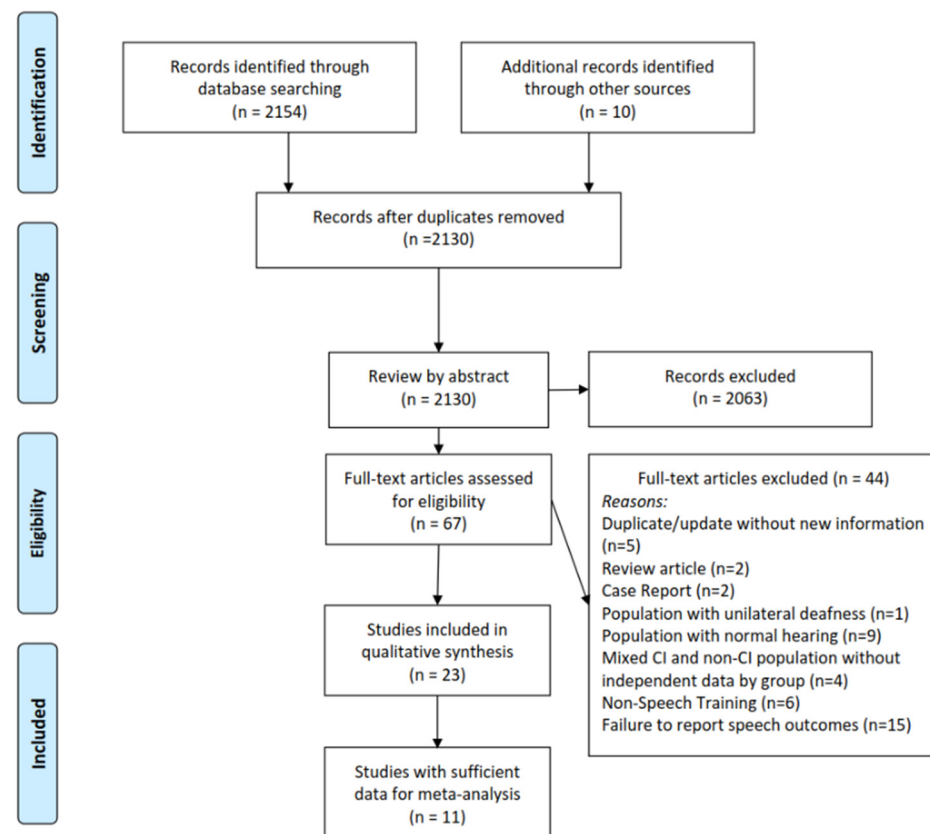 Identification
Records identified through
database searching
(n = 2154)
Additional records identified
through other sources
(n = 10)
Records after duplicates removed
(n =2130)
Screening
Review by abstract
(n = 2130)
Records excluded
(n = 2063)
Eligibility
Full-text articles assessed
for eligibility
(n = 67)
Full-text articles excluded (n = 44)
Reasons:
Duplicate/update without new information
(n=5)
Review article (n=2)
Case Report (n=2)
Population with unilateral deafness (n=1)
Population with normal hearing (n=9)
Mixed CI and non-CI population without
independent data by group (n=4)
Non-Speech Training (n=6)
Failure to report speech outcomes (n=15)
Studies included in
qualitative synthesis
(n = 23)
Included
Studies with sufficient
data for meta-analysis
(n = 11)